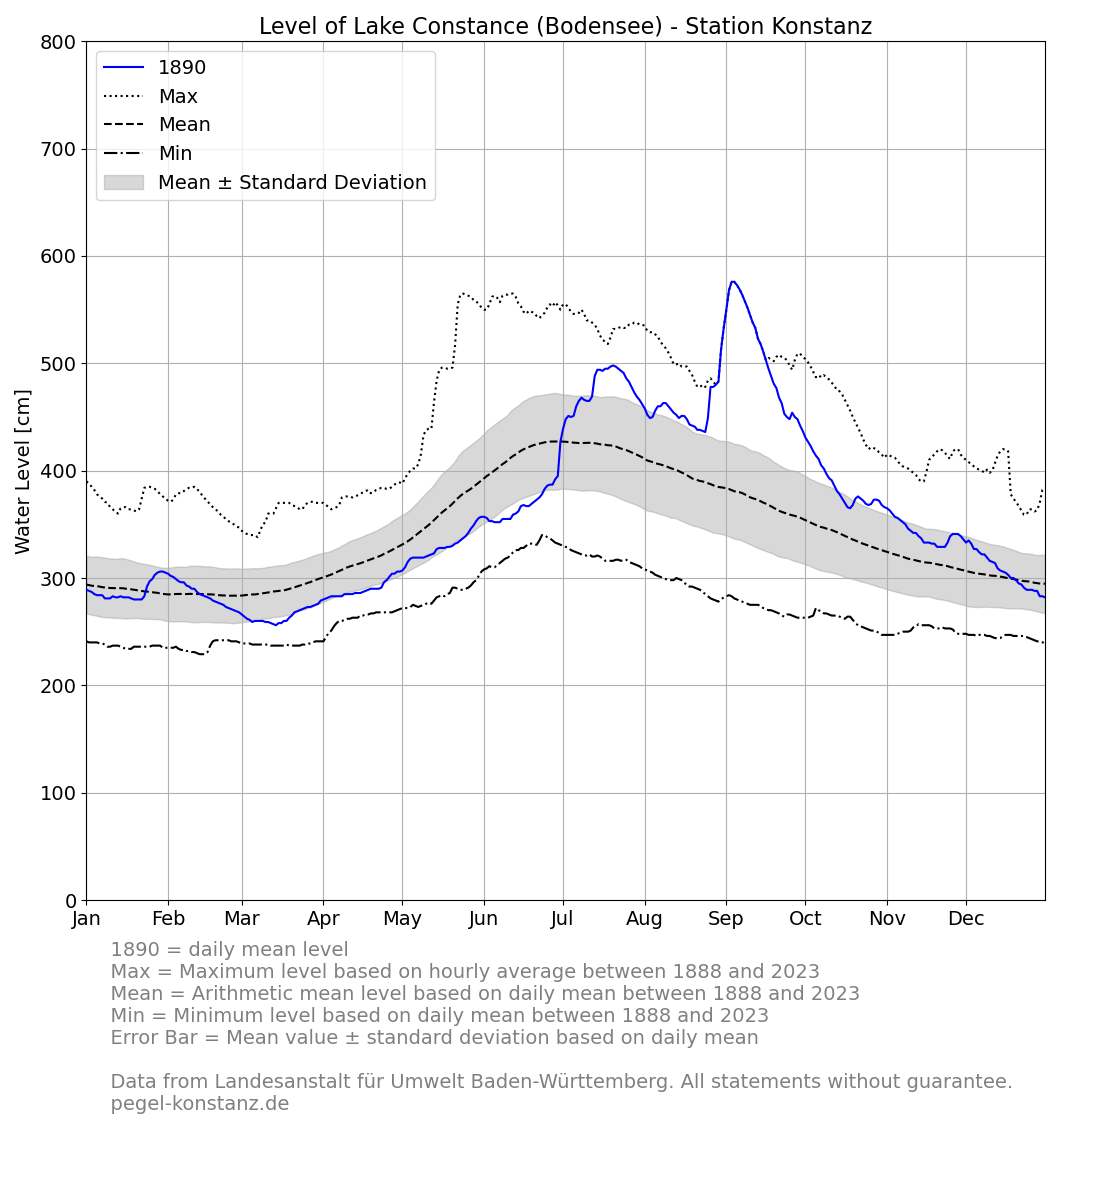 Level of Lake Constance (Bodensee) - Station Konstanz
800
700
600
500
400
300
200
100
0
Water Level [cm]
1890
Max
Mean
Min
Mean ± Standard Deviation
Jan Feb Mar Apr May Jun Jul Aug Sep Oct Nov Dec
1890 = daily mean level
Max = Maximum level based on hourly average between 1888 and 2023
Mean = Arithmetic mean level based on daily mean between 1888 and 2023
Min = Minimum level based on daily mean between 1888 and 2023
Error Bar = Mean value ± standard deviation based on daily mean
Data from Landesanstalt für Umwelt Baden-Württemberg. All statements without guarantee.
pegel-konstanz.de